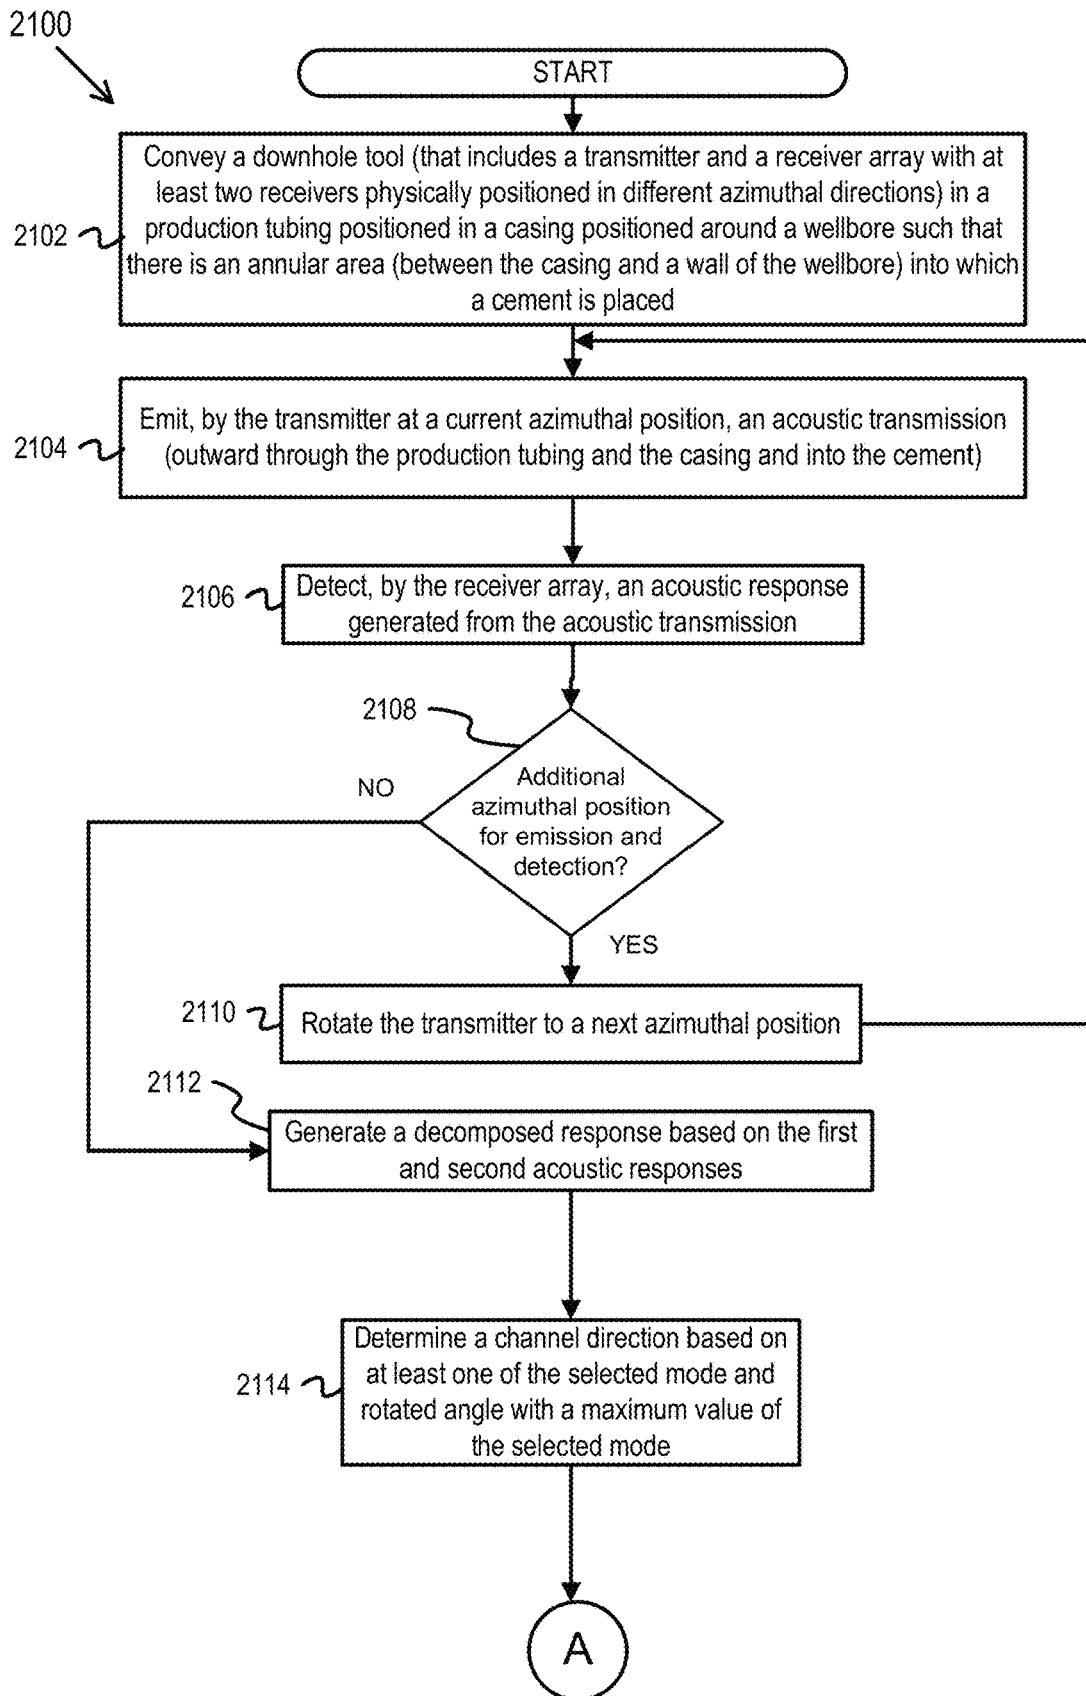 2100
START
Convey a downhole tool (that includes a transmitter and a receiver array with at
least two receivers physically positioned in different azimuthal directions) in a
2102
production tubing positioned in a casing positioned around a wellbore such that
there is an annular area (between the casing and a wall of the wellbore) into which
a cement is placed
Emit, by the transmitter at a current azimuthal position, an acoustic transmission
2104
(outward through the production tubing and the casing and into the cement)
2106
Detect, by the receiver array, an acoustic response
generated from the acoustic transmission
2108
NO
Additional
azimuthal position
for emission and
detection?
YES
2110
Rotate the transmitter to a next azimuthal position
2112
Generate a decomposed response based on the first
and second acoustic responses
Determine a channel direction based on
2114
at least one of the selected mode and
rotated angle with a maximum value of
the selected mode
A